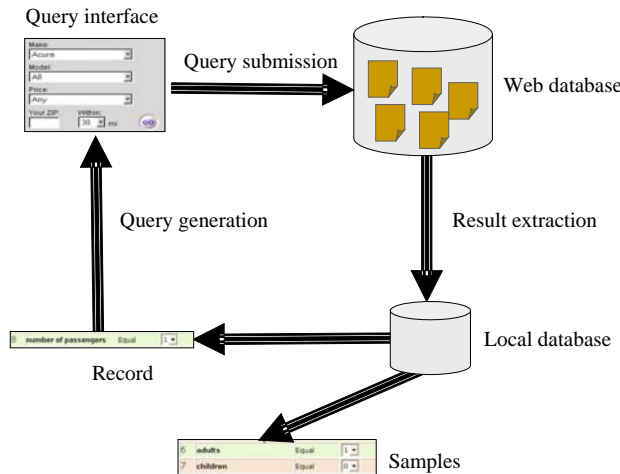 Query interface
Make:
Acura
Model:
All
Price:
Any
Your ZIP: Within:
30 mi GO
Query submission
Web database
Query generation
Result extraction
8 number of passengers Equal 1
Record
Local database
6 adults Equal 1
7 children Equal 0
Samples